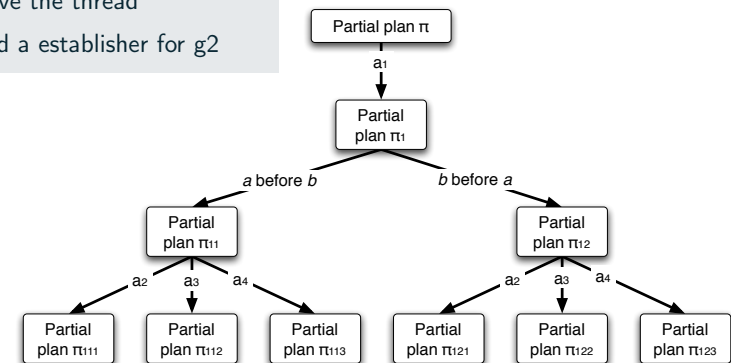 ve the thread
d a establisher for g2
Partial plan π
a₁
Partial
plan π₁
a before b
b before a
Partial
plan π₁₁
Partial
plan π₁₂
a₂
a₃
a₄
a₂
a₃
a₄
Partial
plan π₁₁₁
Partial
plan π₁₁₂
Partial
plan π₁₁₃
Partial
plan π₁₂₁
Partial
plan π₁₂₂
Partial
plan π₁₂₃